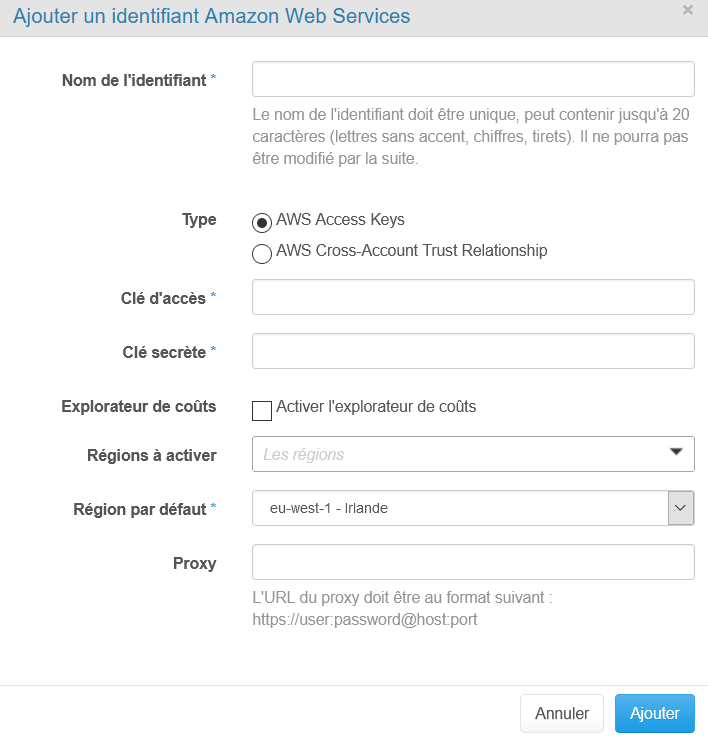 Ajouter un identifiant Amazon Web Services
×
Nom de l'identifiant *
Le nom de l'identifiant doit être unique, peut contenir jusqu'à 20
caractères (lettres sans accent, chiffres, tirets). Il ne pourra pas
être modifié par la suite.
Type
AWS Access Keys
AWS Cross-Account Trust Relationship
Clé d'accès *
Clé secrète *
Explorateur de coûts
Activer l'explorateur de coûts
Régions à activer
Les régions
Région par défaut *
eu-west-1 - Irlande
Proxy
L'URL du proxy doit être au format suivant :
https://user:password@host:port
Annuler
Ajouter